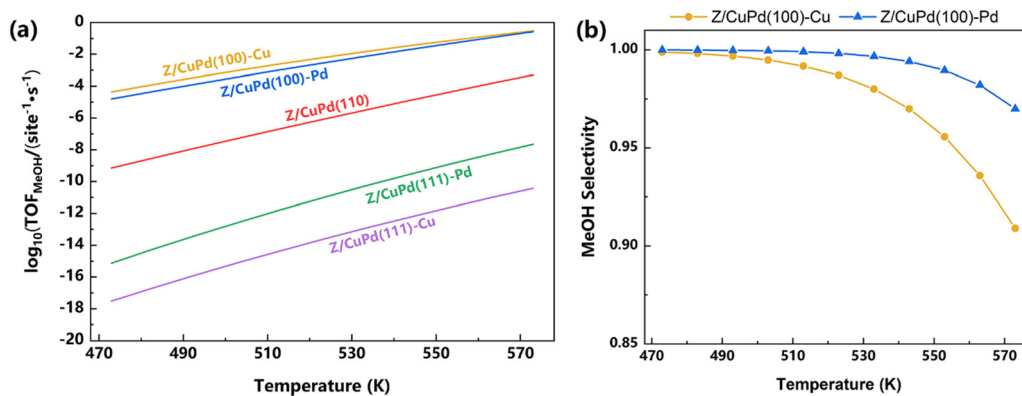 (a)
log₁₀(TOF_MeOH/(site⁻¹•s⁻¹)
0
-2
-4
-6
-8
-10
-12
-14
-16
-18
-20
Z/CuPd(100)-Cu
Z/CuPd(100)-Pd
Z/CuPd(110)
Z/CuPd(111)-Pd
Z/CuPd(111)-Cu
470 490 510 530 550 570
Temperature (K)
(b)
Z/CuPd(100)-Cu Z/CuPd(100)-Pd
MeOH Selectivity
1.00
0.95
0.90
0.85
470 490 510 530 550 570
Temperature (K)